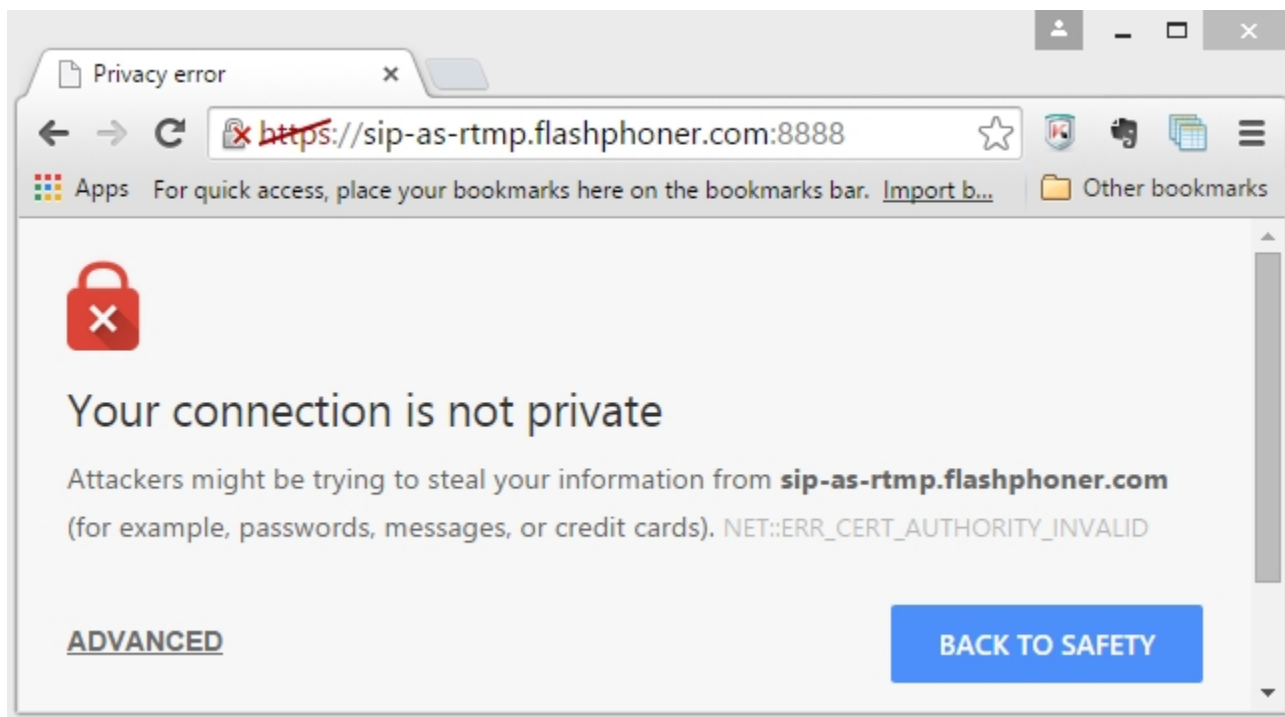 Privacy error
https://sip-as-rtmp.flashphoner.com:8888
Apps For quick access, place your bookmarks here on the bookmarks bar. Import b... Other bookmarks
Your connection is not private
Attackers might be trying to steal your information from sip-as-rtmp.flashphoner.com
(for example, passwords, messages, or credit cards). NET::ERR_CERT_AUTHORITY_INVALID
ADVANCED BACK TO SAFETY